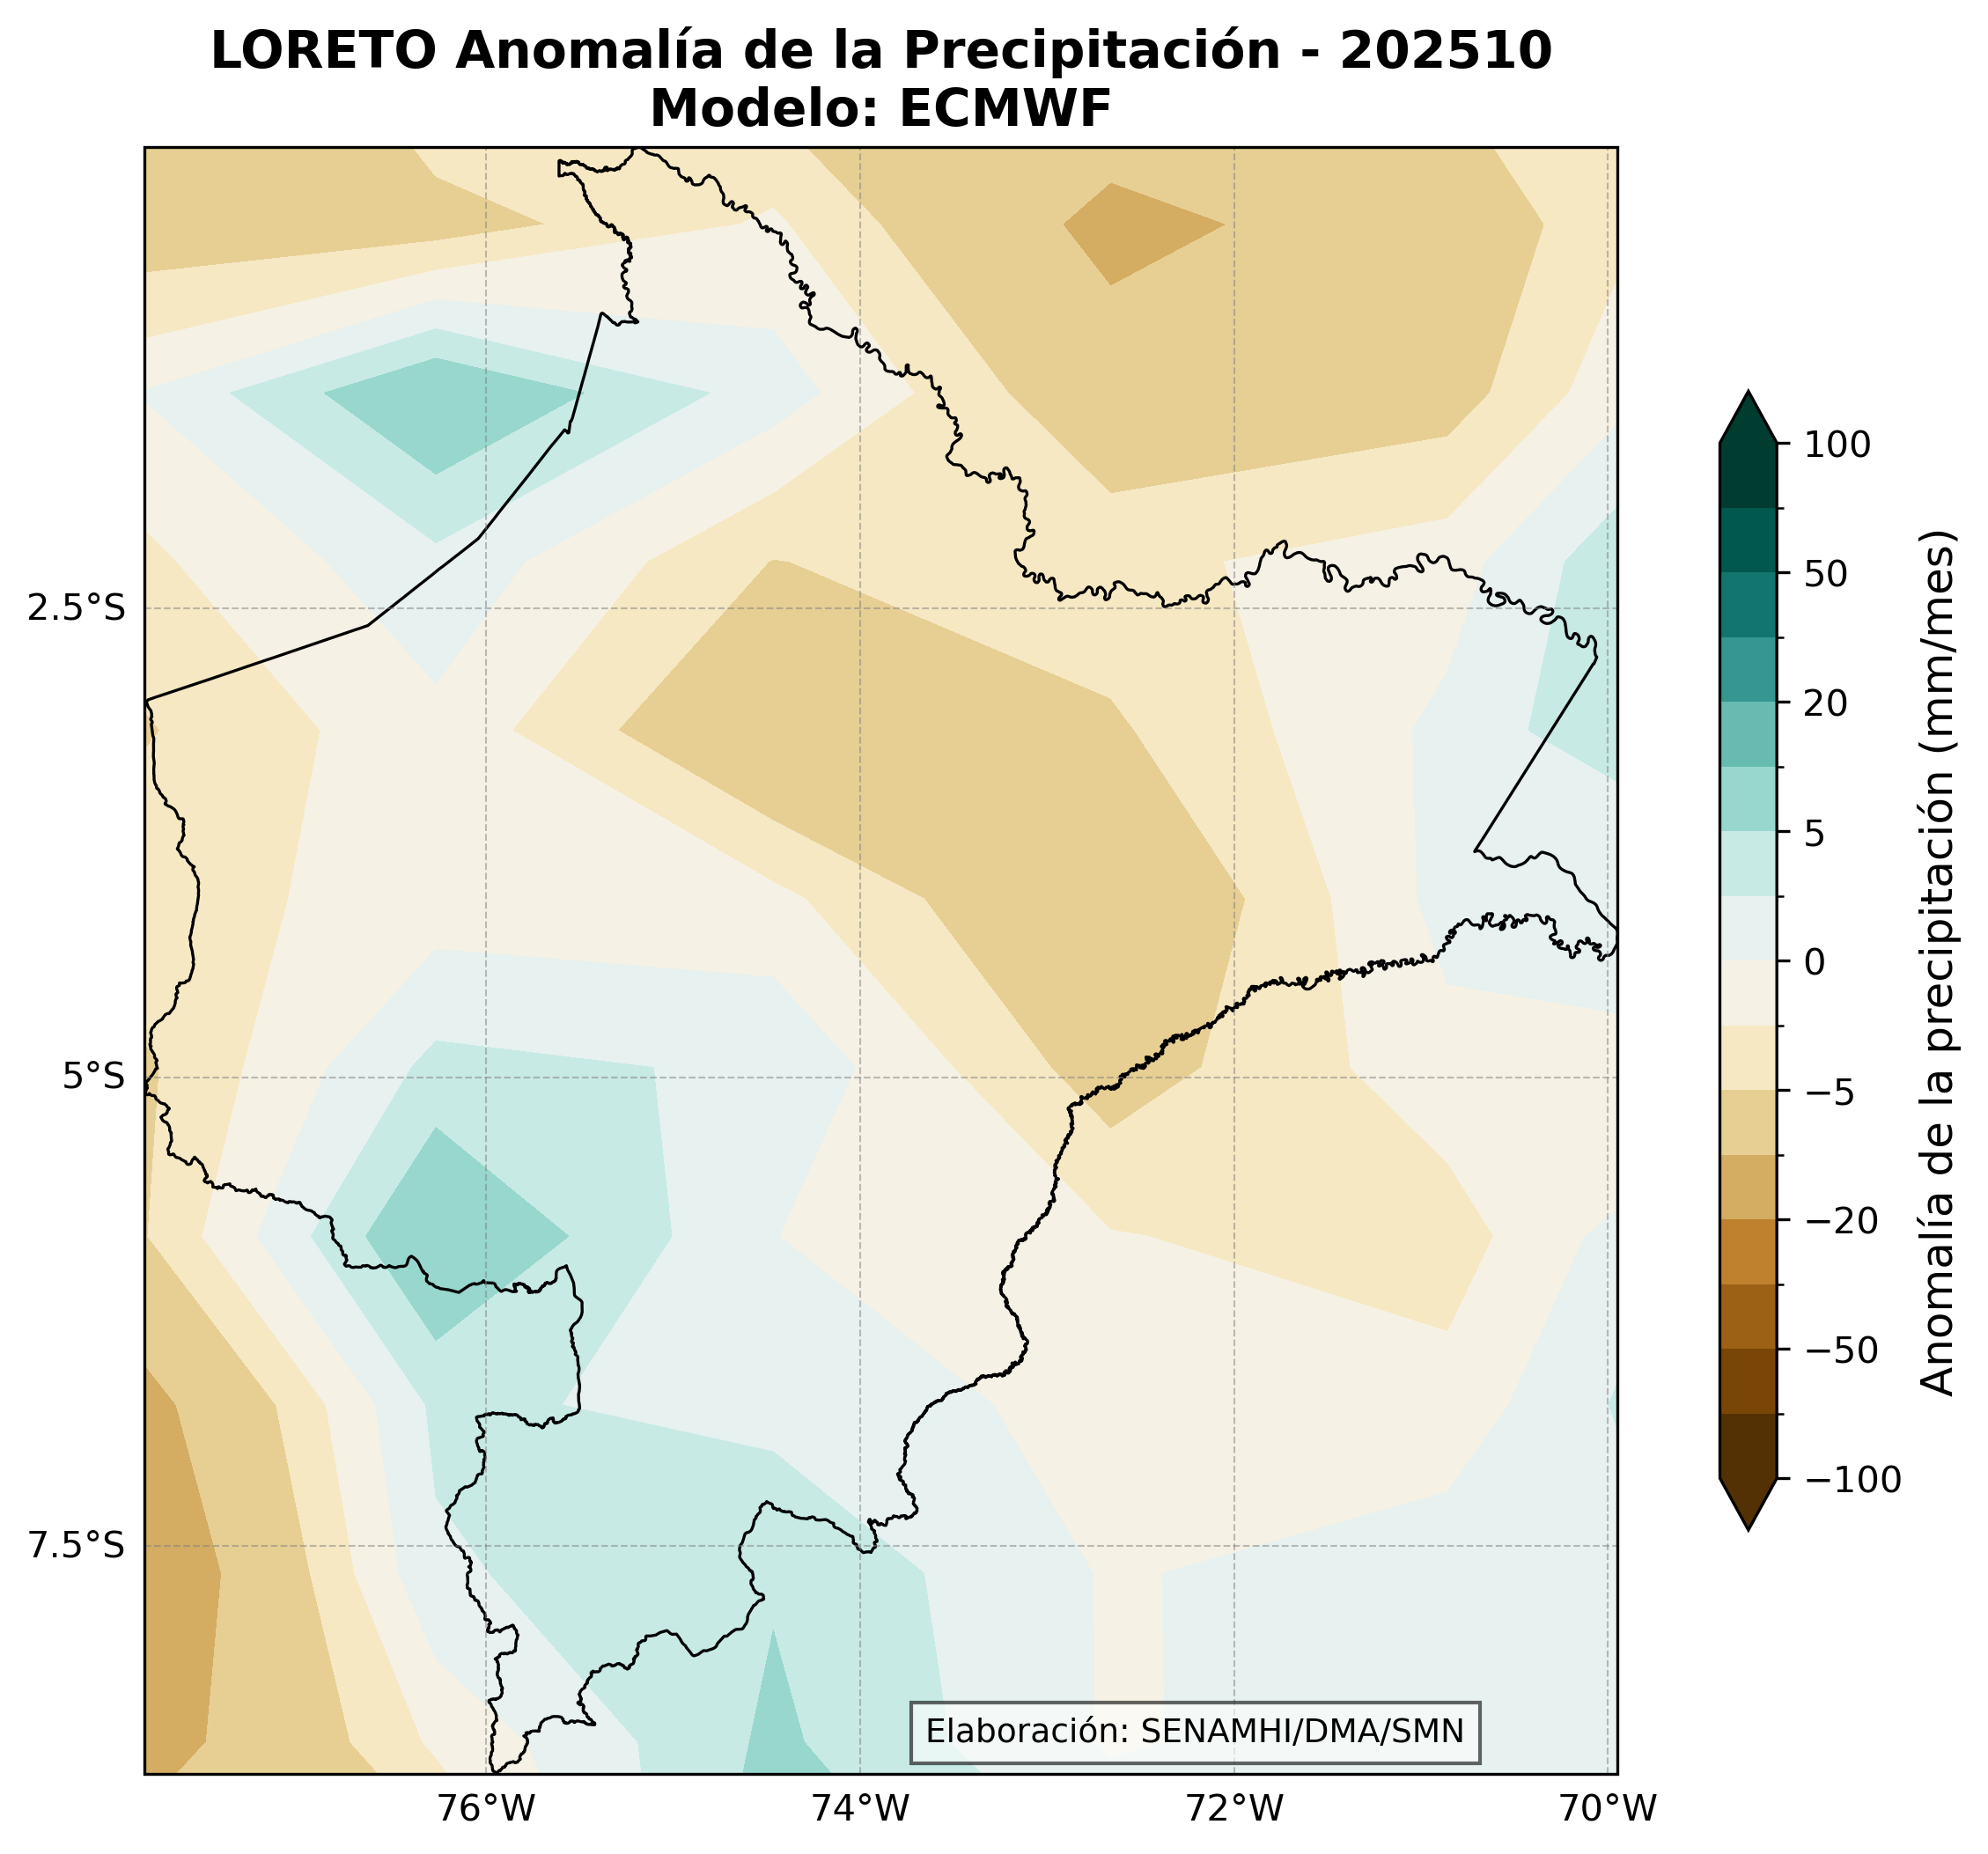 LORETO Anomalía de la Precipitación - 202510
Modelo: ECMWF
2.5°S
5°S
7.5°S
76°W
74°W
72°W
70°W
Elaboración: SENAMHI/DMA/SMN
100
50
20
5
0
−5
−20
−50
−100
Anomalía de la precipitación (mm/mes)